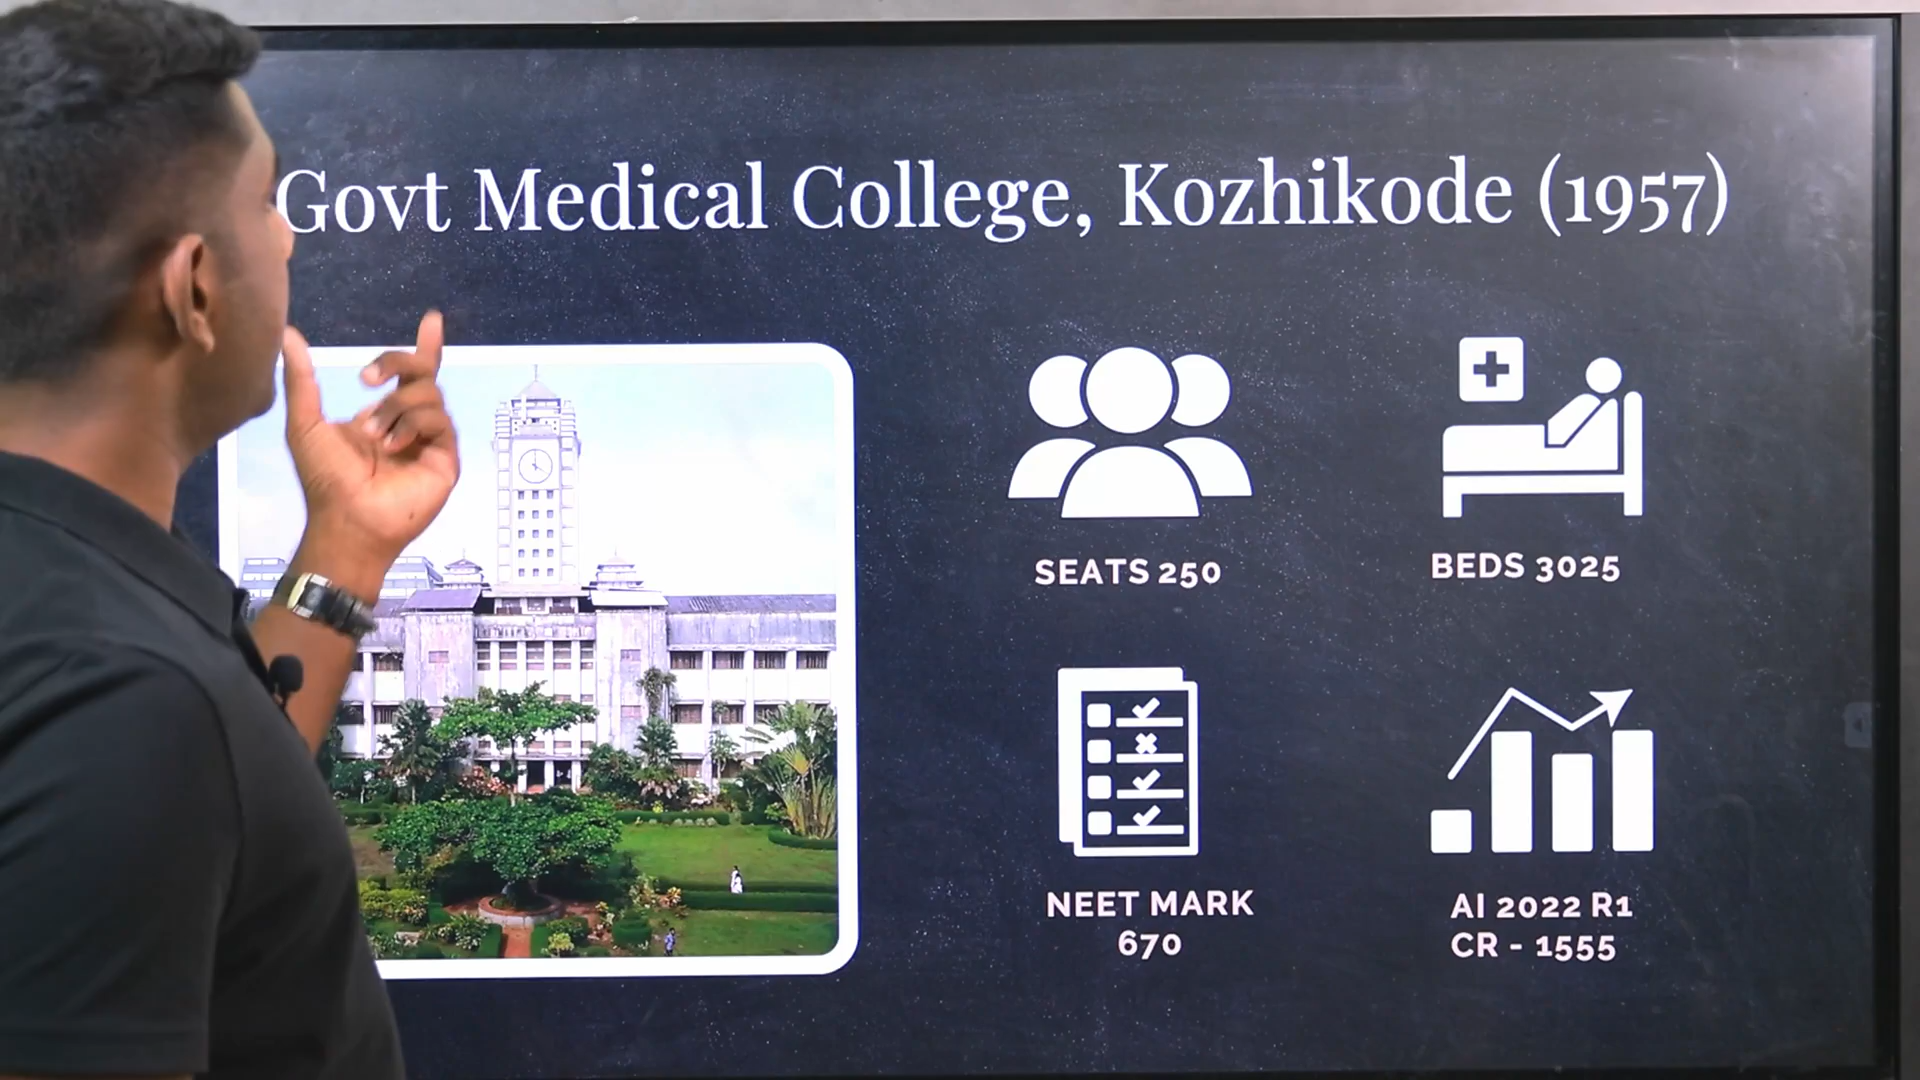 Govt Medical College, Kozhikode (1957)
SEATS 250
BEDS 3025
NEET MARK
670
AI 2022 R1
CR - 1555